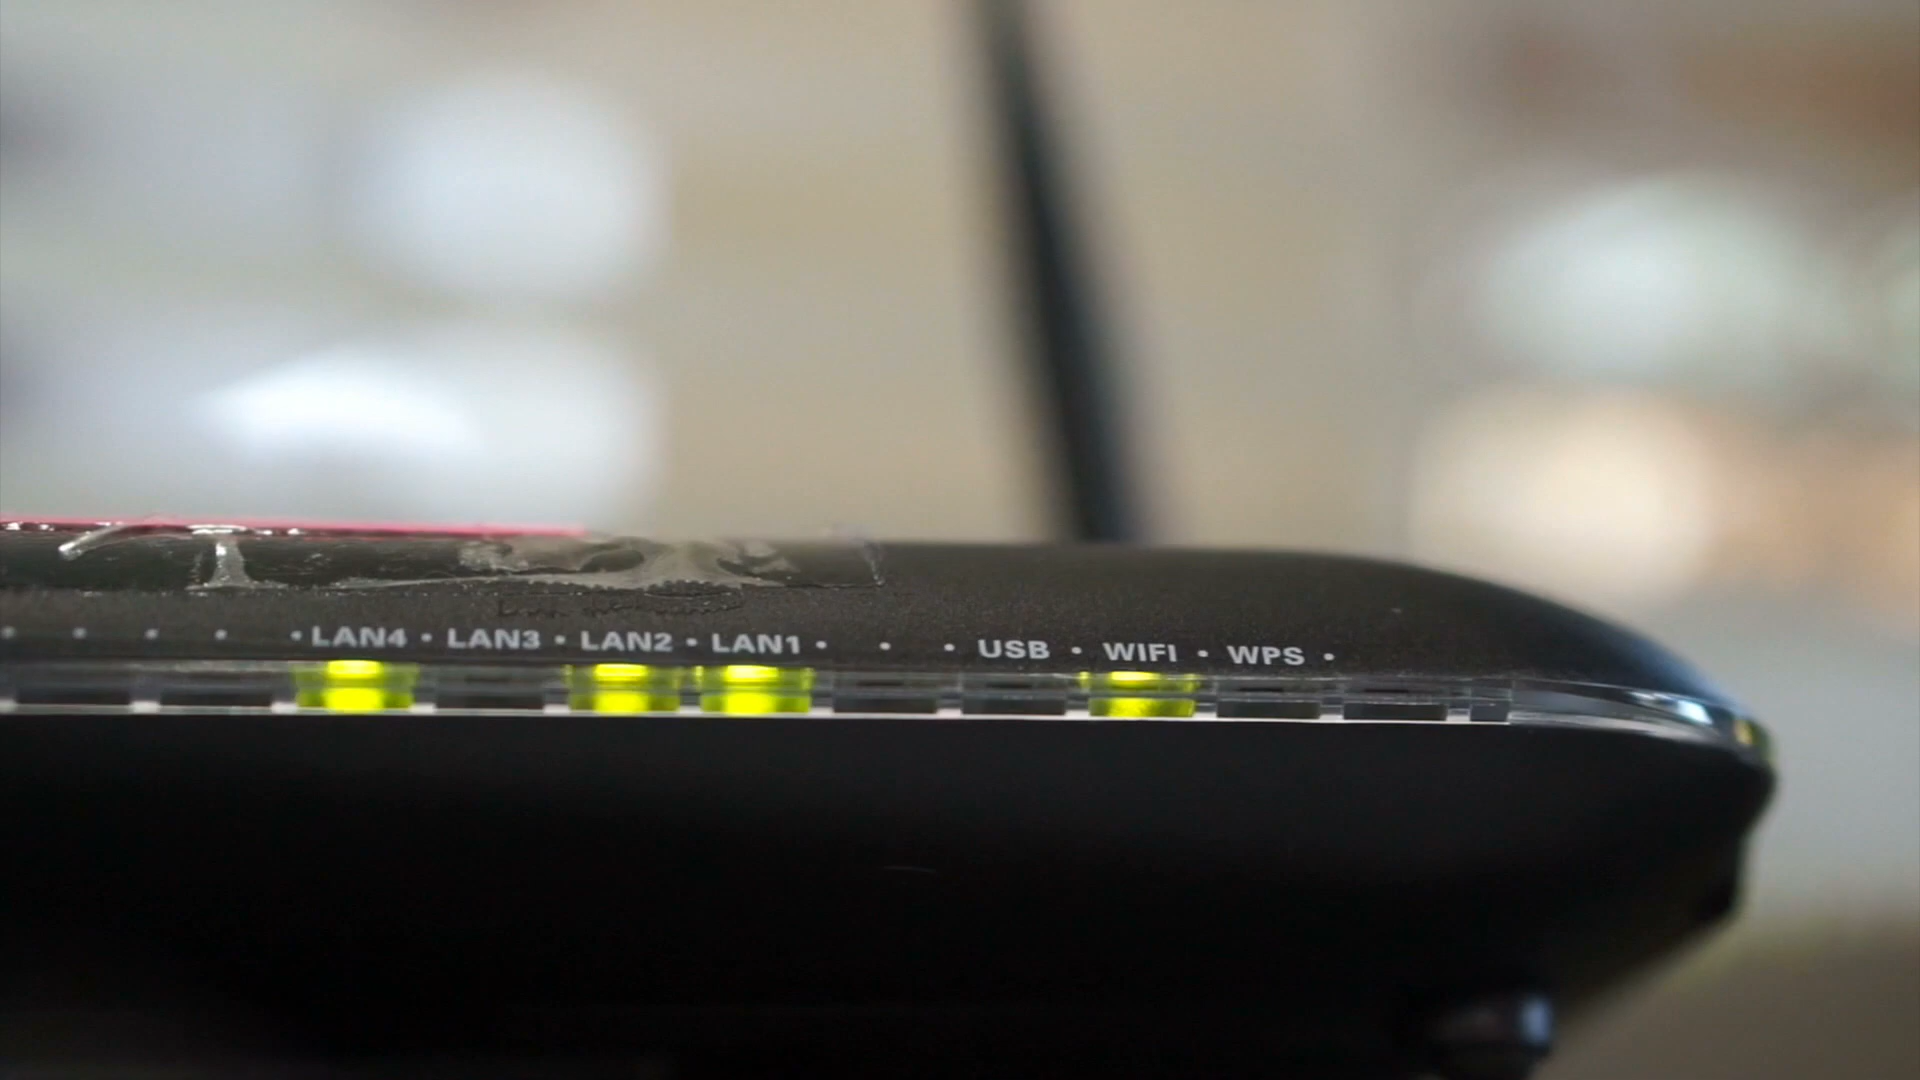 LAN4 • LAN3 • LAN2 • LAN1 • • • USB • WIFI • WPS •